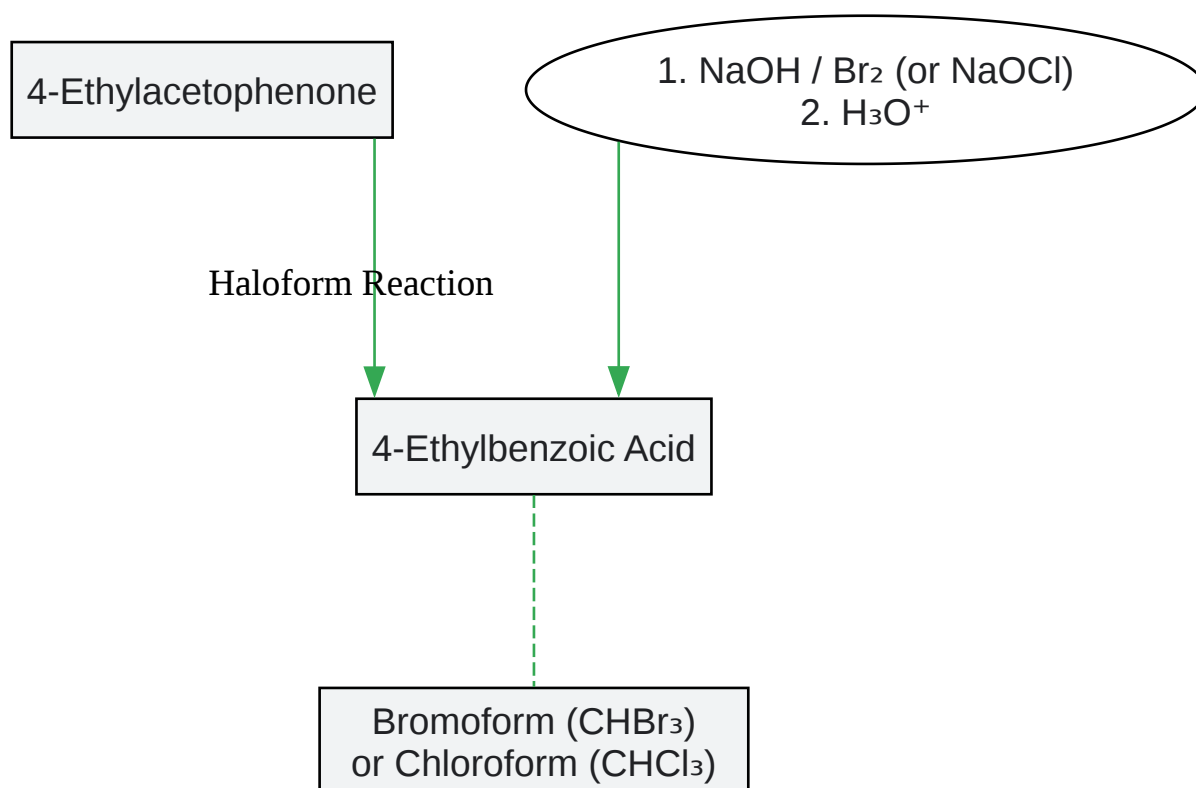 4-Ethylacetophenone
1. NaOH / Br₂ (or NaOCl)
2. H₃O⁺
Haloform Reaction
4-Ethylbenzoic Acid
Bromoform (CHBr₃)
or Chloroform (CHCl₃)